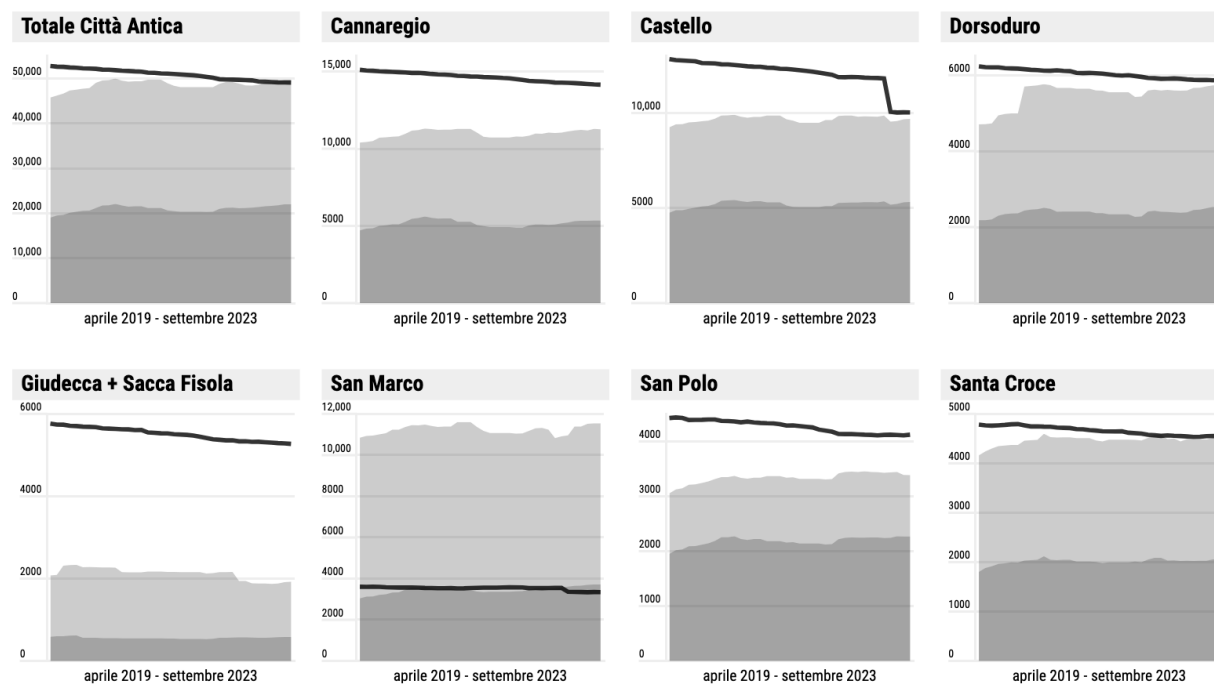 Totale Città Antica
50,000
40,000
30,000
20,000
10,000
0
aprile 2019 - settembre 2023
Cannaregio
15,000
10,000
5000
0
aprile 2019 - settembre 2023
Castello
10,000
5000
0
aprile 2019 - settembre 2023
Dorsoduro
6000
4000
2000
0
aprile 2019 - settembre 2023
Giudecca + Sacca Fisola
6000
4000
2000
0
aprile 2019 - settembre 2023
San Marco
12,000
10,000
8000
6000
4000
2000
0
aprile 2019 - settembre 2023
San Polo
4000
3000
2000
1000
0
aprile 2019 - settembre 2023
Santa Croce
5000
4000
3000
2000
1000
0
aprile 2019 - settembre 2023